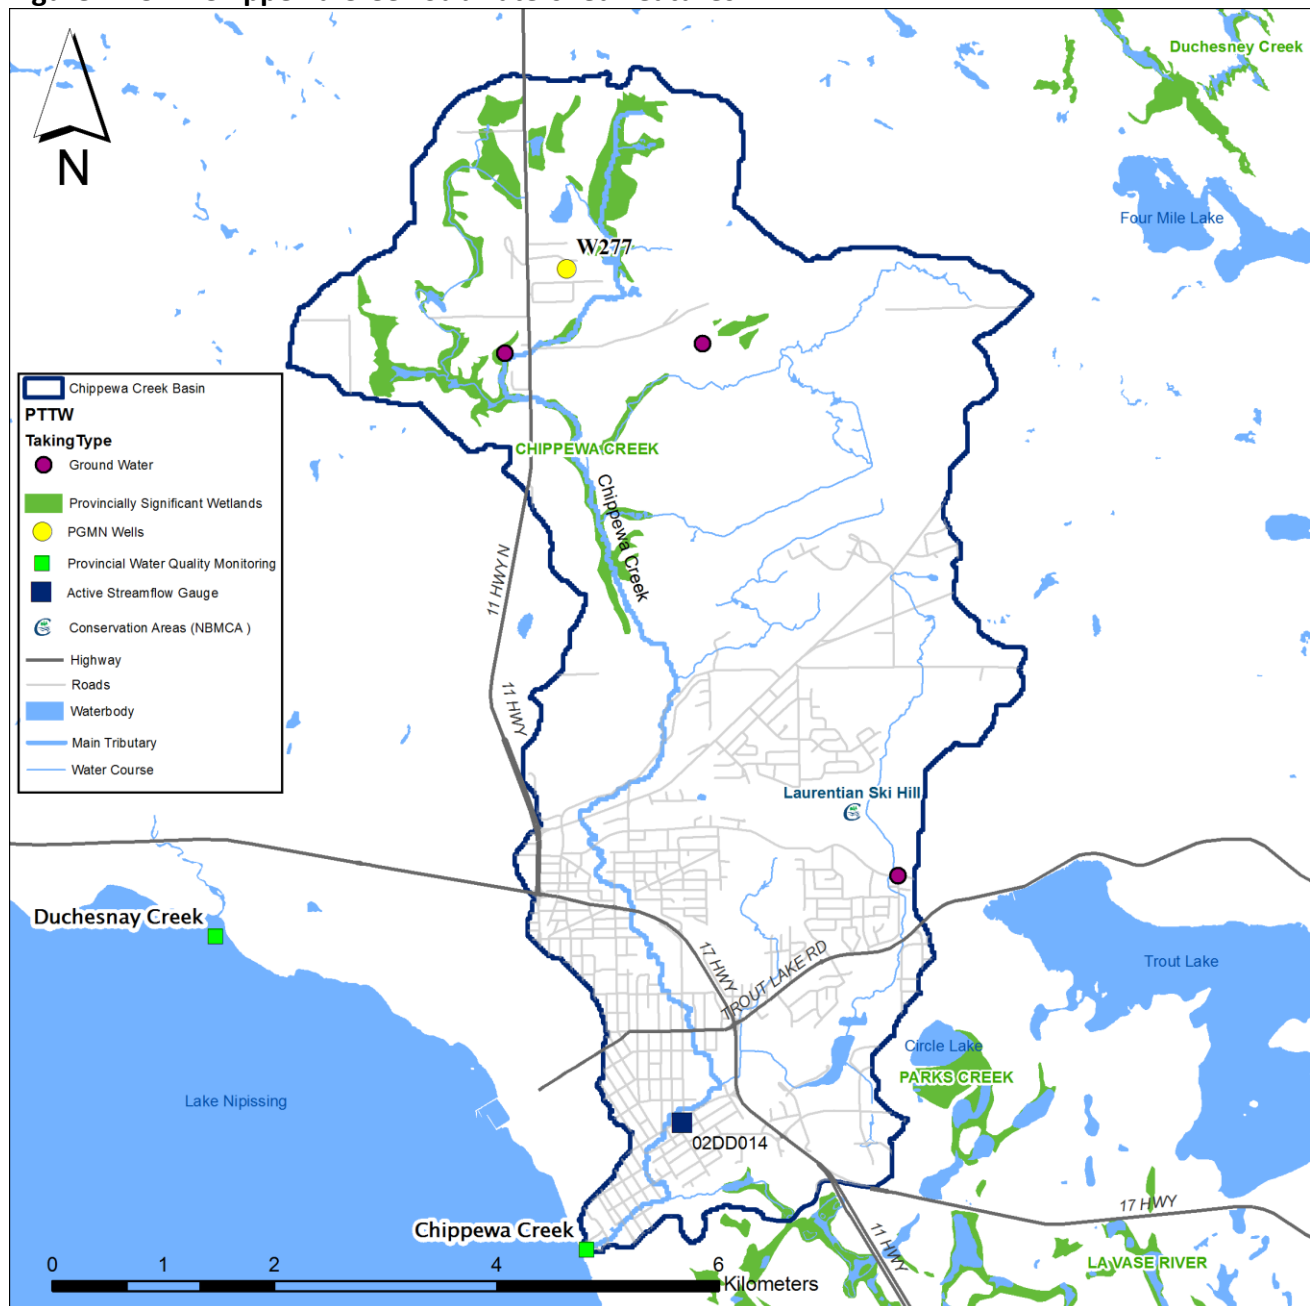 Duchesney Creek
N
Four Mile Lake
W277
Chippewa Creek Basin
PTTW
TakingType
Ground Water
Provincially Significant Wetlands
PGMN Wells
Provincial Water Quality Monitoring
Active Streamflow Gauge
Conservation Areas (NBMCA )
Highway
Roads
Waterbody
Main Tributary
Water Course
CHIPPEWA CREEK
Chippewa Creek
11 HWY N
11 HWY
Laurentian Ski Hill
Duchesnay Creek
17 HWY
TROUT LAKE RD
Trout Lake
Circle Lake
PARKS CREEK
Lake Nipissing
02DD014
Chippewa Creek
17 HWY
11 HWY
LA VASE RIVER
0 1 2 4 6
Kilometers